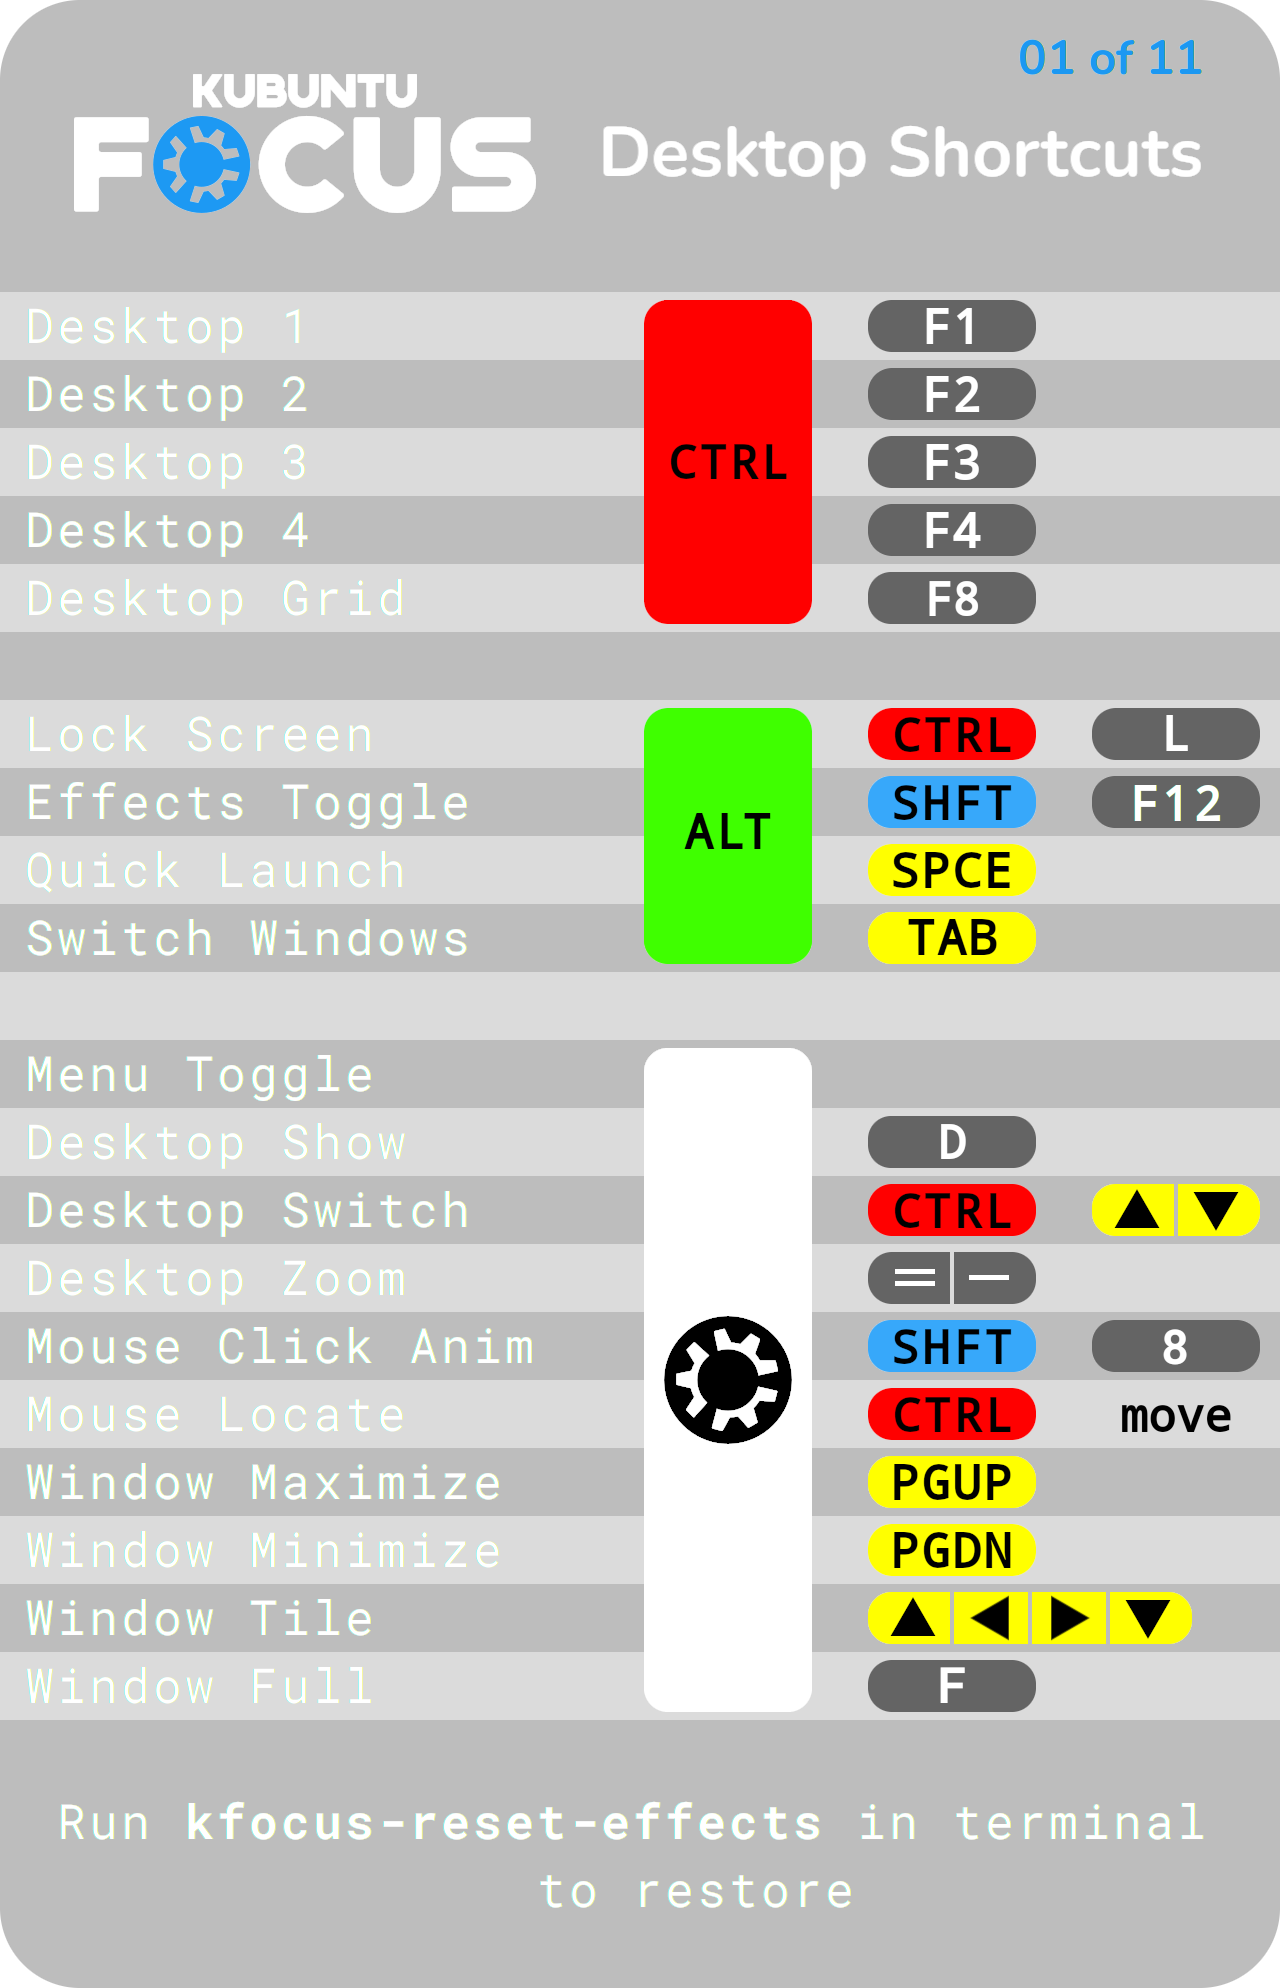 01 of 11
KUBUNTU
FOCUS
Desktop Shortcuts
Desktop 1 F1
Desktop 2 F2
Desktop 3 CTRL F3
Desktop 4 F4
Desktop Grid F8
Lock Screen CTRL L
Effects Toggle SHFT F12
ALT
Quick Launch SPCE
Switch Windows TAB
Menu Toggle
Desktop Show D
Desktop Switch CTRL ▲ ▼
Desktop Zoom = –
Mouse Click Anim SHFT 8
Mouse Locate CTRL move
Window Maximize PGUP
Window Minimize PGDN
Window Tile ▲ ◀ ▶ ▼
Window Full F
Run kfocus-reset-effects in terminal
to restore